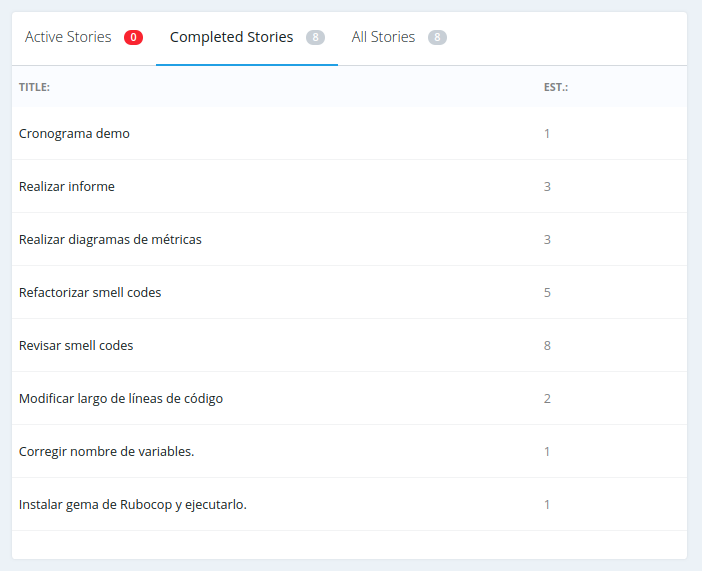 Active Stories 0 Completed Stories 8 All Stories 8
TITLE: EST.:
Cronograma demo 1
Realizar informe 3
Realizar diagramas de métricas 3
Refactorizar smell codes 5
Revisar smell codes 8
Modificar largo de líneas de código 2
Corregir nombre de variables. 1
Instalar gema de Rubocop y ejecutarlo. 1